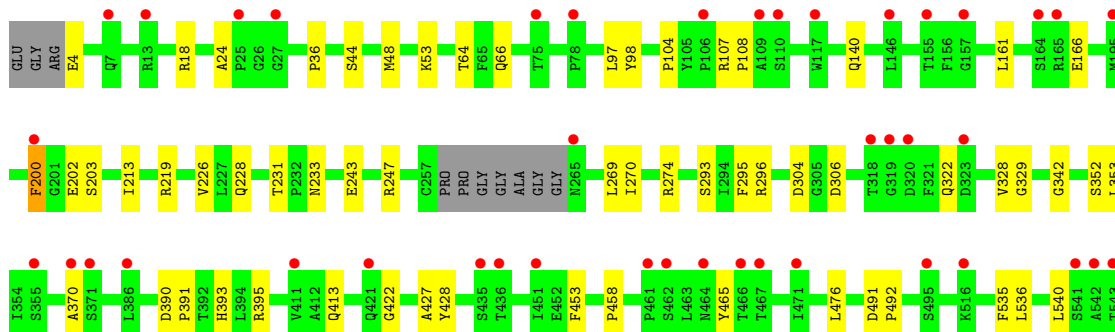 GLU GLY ARG E4 Q7 R13 R18 A24 P25 G26 G27 P36 S44 M48 K53 T64 F65 Q66 T75 P78 L97 Y98 P104 Y105 P106 R107 P108 A109 S110 W117 Q140 L146 T155 F156 G157 L161 S164 R165 E166 M195
F200 G201 E202 S203 I213 R219 V226 L227 Q228 T231 P232 N233 E243 R247 C257 PRO PRO GLY GLY ALA GLY GLY N265 L269 I270 R274 S293 I294 F295 R296 D304 G305 D306 T318 G319 D320 F321 Q322 D323 V328 G329 G342 S352 L353
I354 S355 A370 S371 L386 D390 P391 T392 H393 L394 R395 V411 A412 Q413 Q421 G422 A427 Y428 S435 T436 I451 E452 F453 P458 P461 S462 L463 N464 Y465 T466 T467 I471 L476 D491 P492 S495 K516 F535 L536 L540 S541 A542 T543